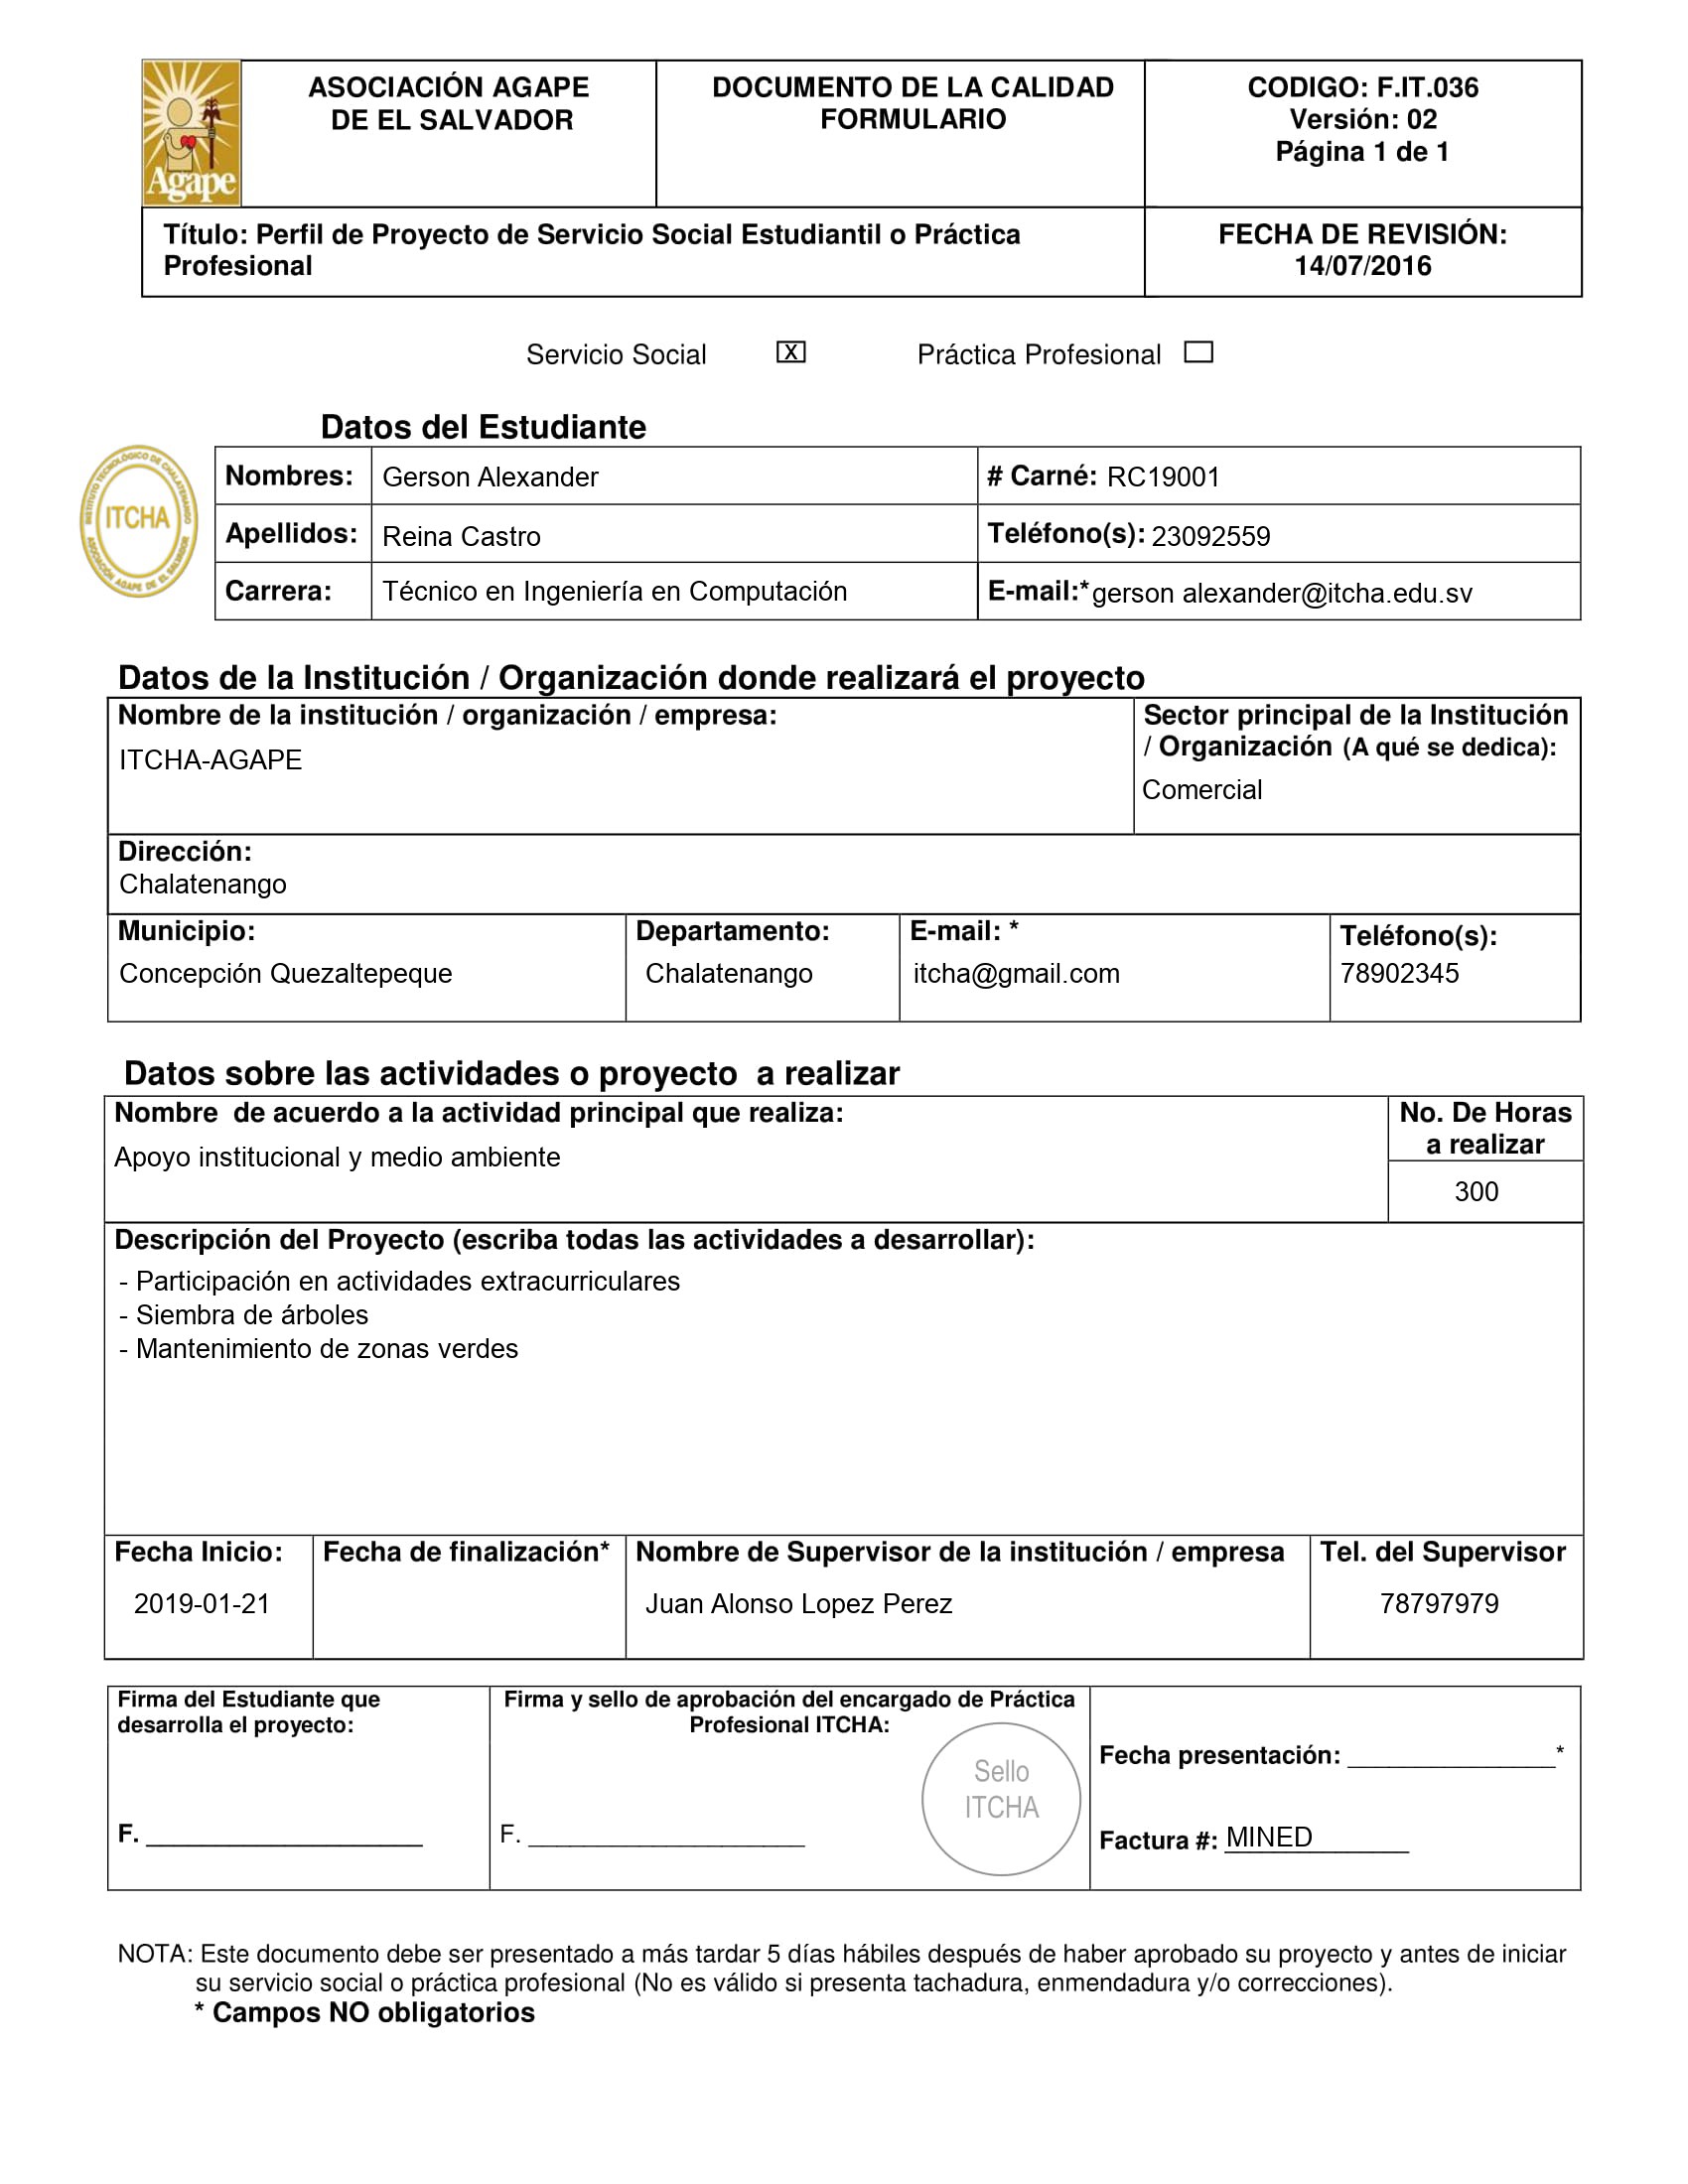 Agape
ASOCIACIÓN AGAPE
DE EL SALVADOR
DOCUMENTO DE LA CALIDAD
FORMULARIO
CODIGO: F.IT.036
Versión: 02
Página 1 de 1
Título: Perfil de Proyecto de Servicio Social Estudiantil o Práctica
Profesional
FECHA DE REVISIÓN:
14/07/2016
Servicio Social X Práctica Profesional
Datos del Estudiante
INSTITUTO TECNOLÓGICO DE CHALATENANGO
ITCHA
ASOCIACIÓN AGAPE DE EL SALVADOR
Nombres: Gerson Alexander # Carné: RC19001
Apellidos: Reina Castro Teléfono(s): 23092559
Carrera: Técnico en Ingeniería en Computación E-mail:* gerson alexander@itcha.edu.sv
Datos de la Institución / Organización donde realizará el proyecto
Nombre de la institución / organización / empresa:
ITCHA-AGAPE
Sector principal de la Institución
/ Organización (A qué se dedica):
Comercial
Dirección:
Chalatenango
Municipio:
Concepción Quezaltepeque
Departamento:
Chalatenango
E-mail: *
itcha@gmail.com
Teléfono(s):
78902345
Datos sobre las actividades o proyecto  a realizar
Nombre  de acuerdo a la actividad principal que realiza:
Apoyo institucional y medio ambiente
No. De Horas
a realizar
300
Descripción del Proyecto (escriba todas las actividades a desarrollar):
- Participación en actividades extracurriculares
- Siembra de árboles
- Mantenimiento de zonas verdes
Fecha Inicio:
2019-01-21
Fecha de finalización*
Nombre de Supervisor de la institución / empresa
Juan Alonso Lopez Perez
Tel. del Supervisor
78797979
Firma del Estudiante que
desarrolla el proyecto:
F. ____________________
Firma y sello de aprobación del encargado de Práctica
Profesional ITCHA:
Sello
ITCHA
F. ____________________
Fecha presentación: _______________*
Factura #: MINED
NOTA: Este documento debe ser presentado a más tardar 5 días hábiles después de haber aprobado su proyecto y antes de iniciar
su servicio social o práctica profesional (No es válido si presenta tachadura, enmendadura y/o correcciones).
* Campos NO obligatorios